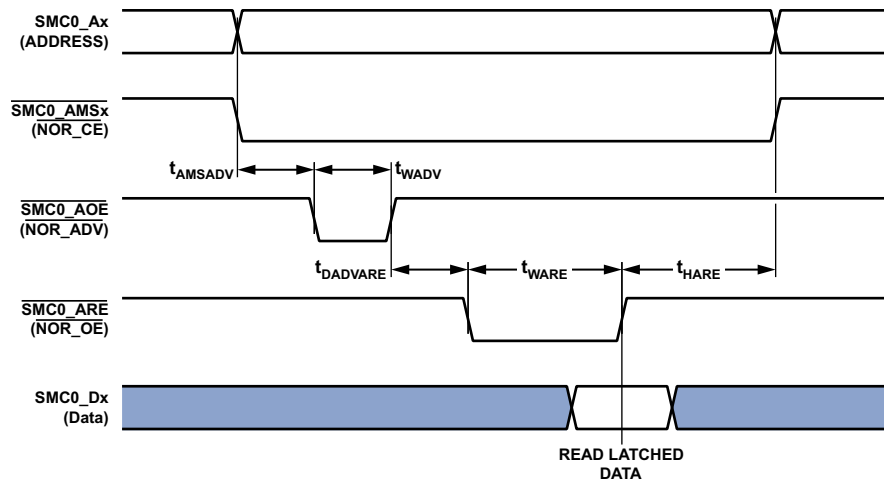 SMC0_Ax
(ADDRESS)
SMC0_AMSx
(NOR_CE)
tAMSADV
tWADV
SMC0_AOE
(NOR_ADV)
tDADVARE
tWARE
tHARE
SMC0_ARE
(NOR_OE)
SMC0_Dx
(Data)
READ LATCHED
DATA